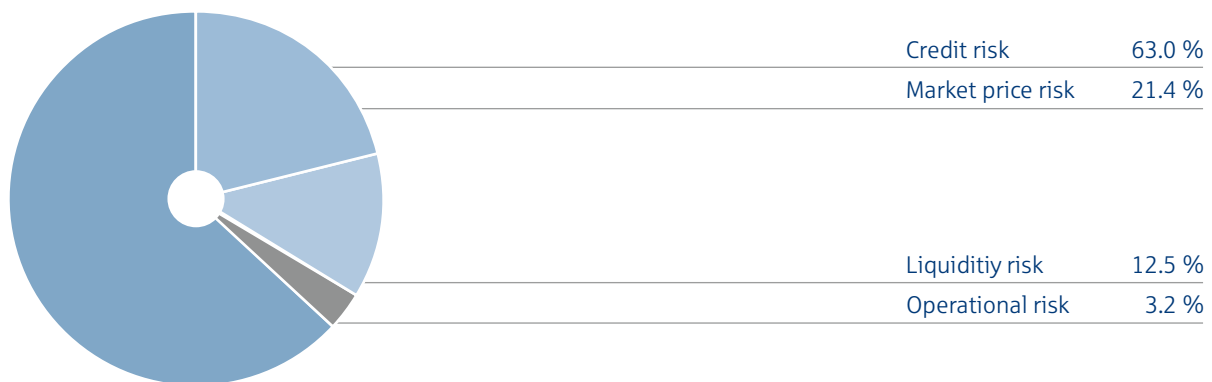 Credit risk 63.0 %
Market price risk 21.4 %
Liquiditiy risk 12.5 %
Operational risk 3.2 %